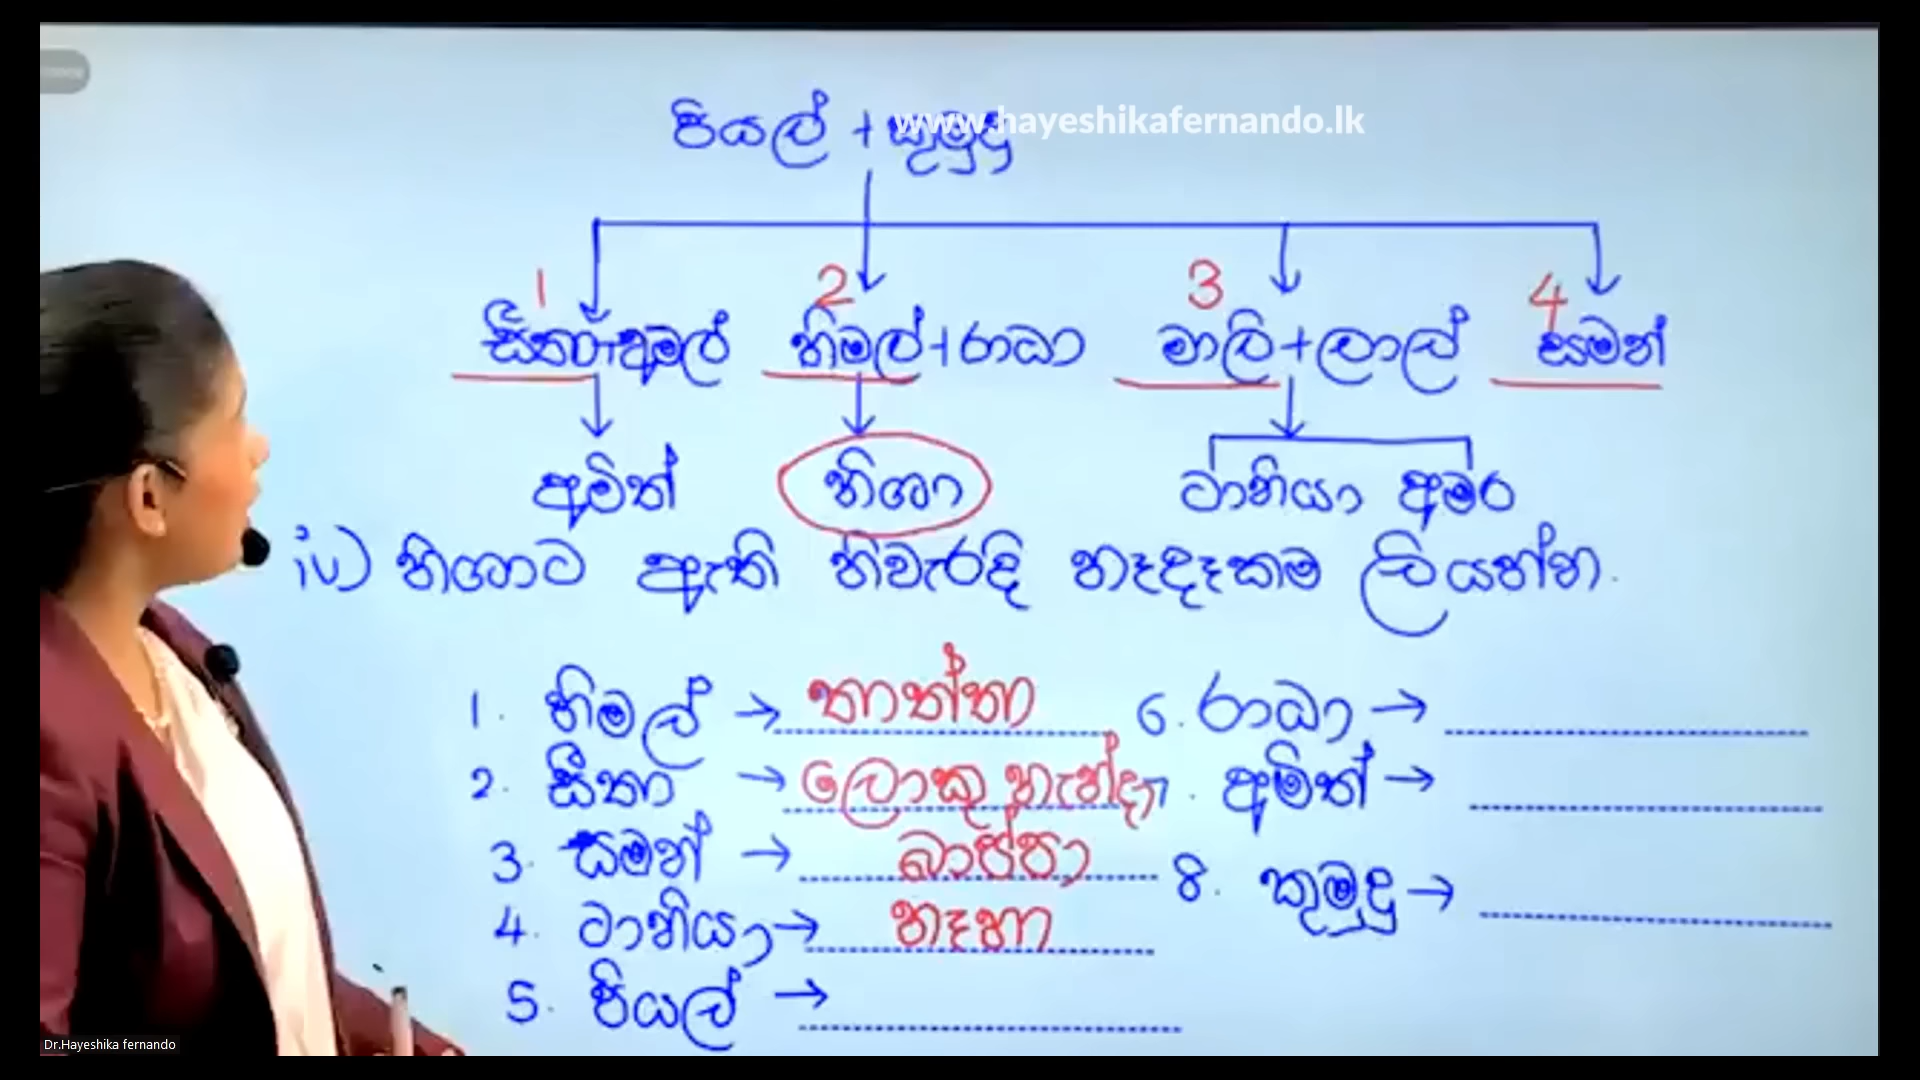 www.hayeshikafernando.lk
පියල් + කුමුදු
1 2 3 4
සීතා+අමල් නිමල්+රාධා මාලි+ලාල් සමන්
අමිත් නිශා ටානියා අමර
iv) නිශාට ඇති නිවැරදි නෑදෑකම ලියන්න.
1. නිමල් → තාත්තා
2. සීතා → ලොකු නැන්දා
3. සමන් → බාප්පා
4. ටානියා → නෑනා
5. පියල් →
6. රාධා →
7. අමිත් →
8. කුමුදු →
Dr.Hayeshika fernando